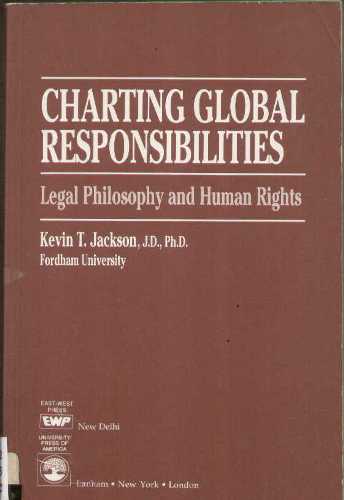 CHARTING GLOBAL
RESPONSIBILITIES
Legal Philosophy and Human Rights
Kevin T. Jackson, J.D., Ph.D.
Fordham University
EAST-WEST
PRESS
EWP New Delhi
UNIVERSITY
PRESS OF
AMERICA
Lanham • New York • London